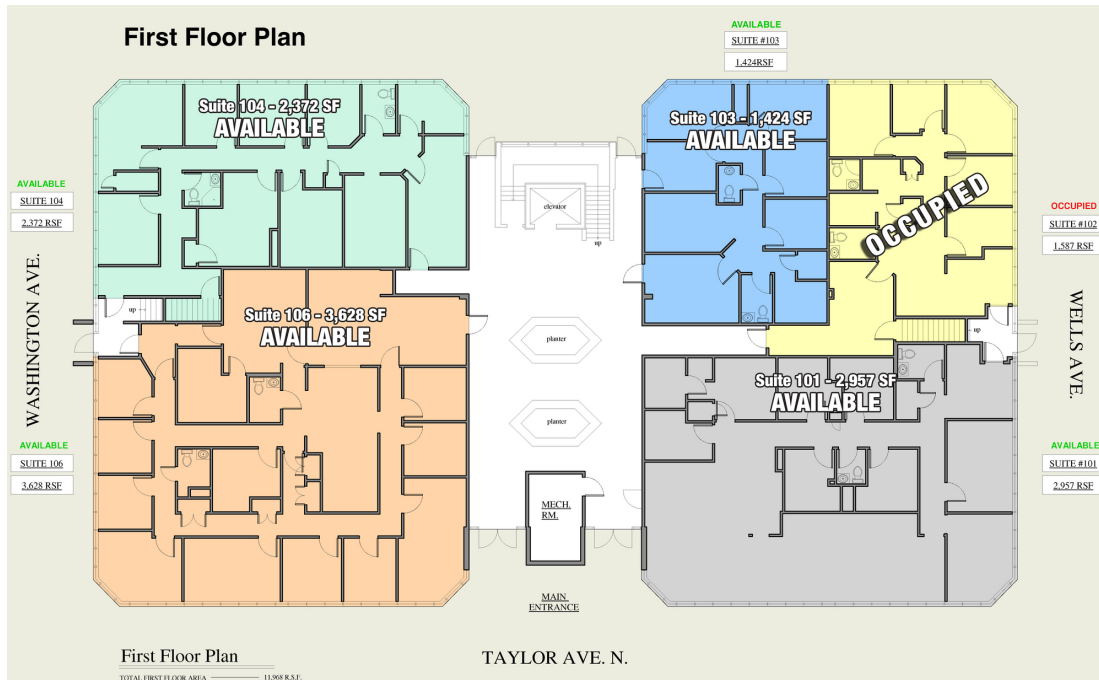 First Floor Plan
AVAILABLE
SUITE #103
1,424RSF
Suite 104 - 2,372 SF
AVAILABLE
Suite 103 - 1,424 SF
AVAILABLE
AVAILABLE
SUITE 104
2,372 RSF
elevator
up
OCCUPIED
OCCUPIED
SUITE #102
1,587 RSF
WASHINGTON AVE.
up
Suite 106 - 3,628 SF
AVAILABLE
planter
up
WELLS AVE.
Suite 101 - 2,957 SF
AVAILABLE
planter
AVAILABLE
SUITE 106
3,628 RSF
AVAILABLE
SUITE #101
2,957 RSF
MECH.
RM.
MAIN
ENTRANCE
First Floor Plan
TAYLOR AVE. N.
TOTAL FIRST FLOOR AREA 11,968 R.S.F.